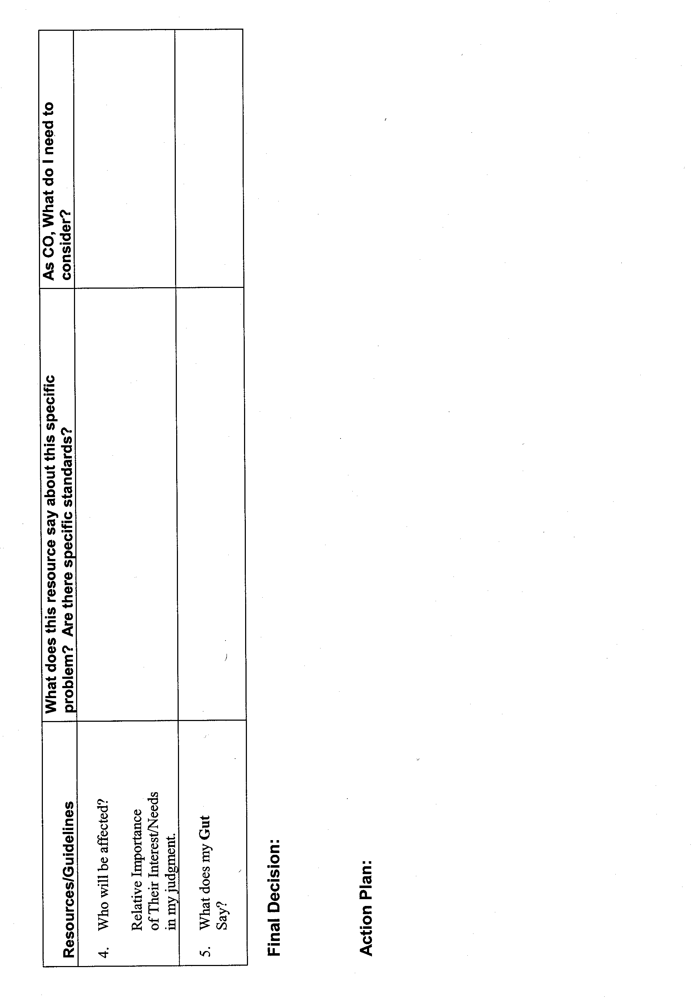 Resources/Guidelines
What does this resource say about this specific
problem?  Are there specific standards?
As CO, What do I need to
consider?
4. Who will be affected?
Relative Importance
of Their Interest/Needs
in my judgment.
5. What does my Gut
Say?
Final Decision:
Action Plan: